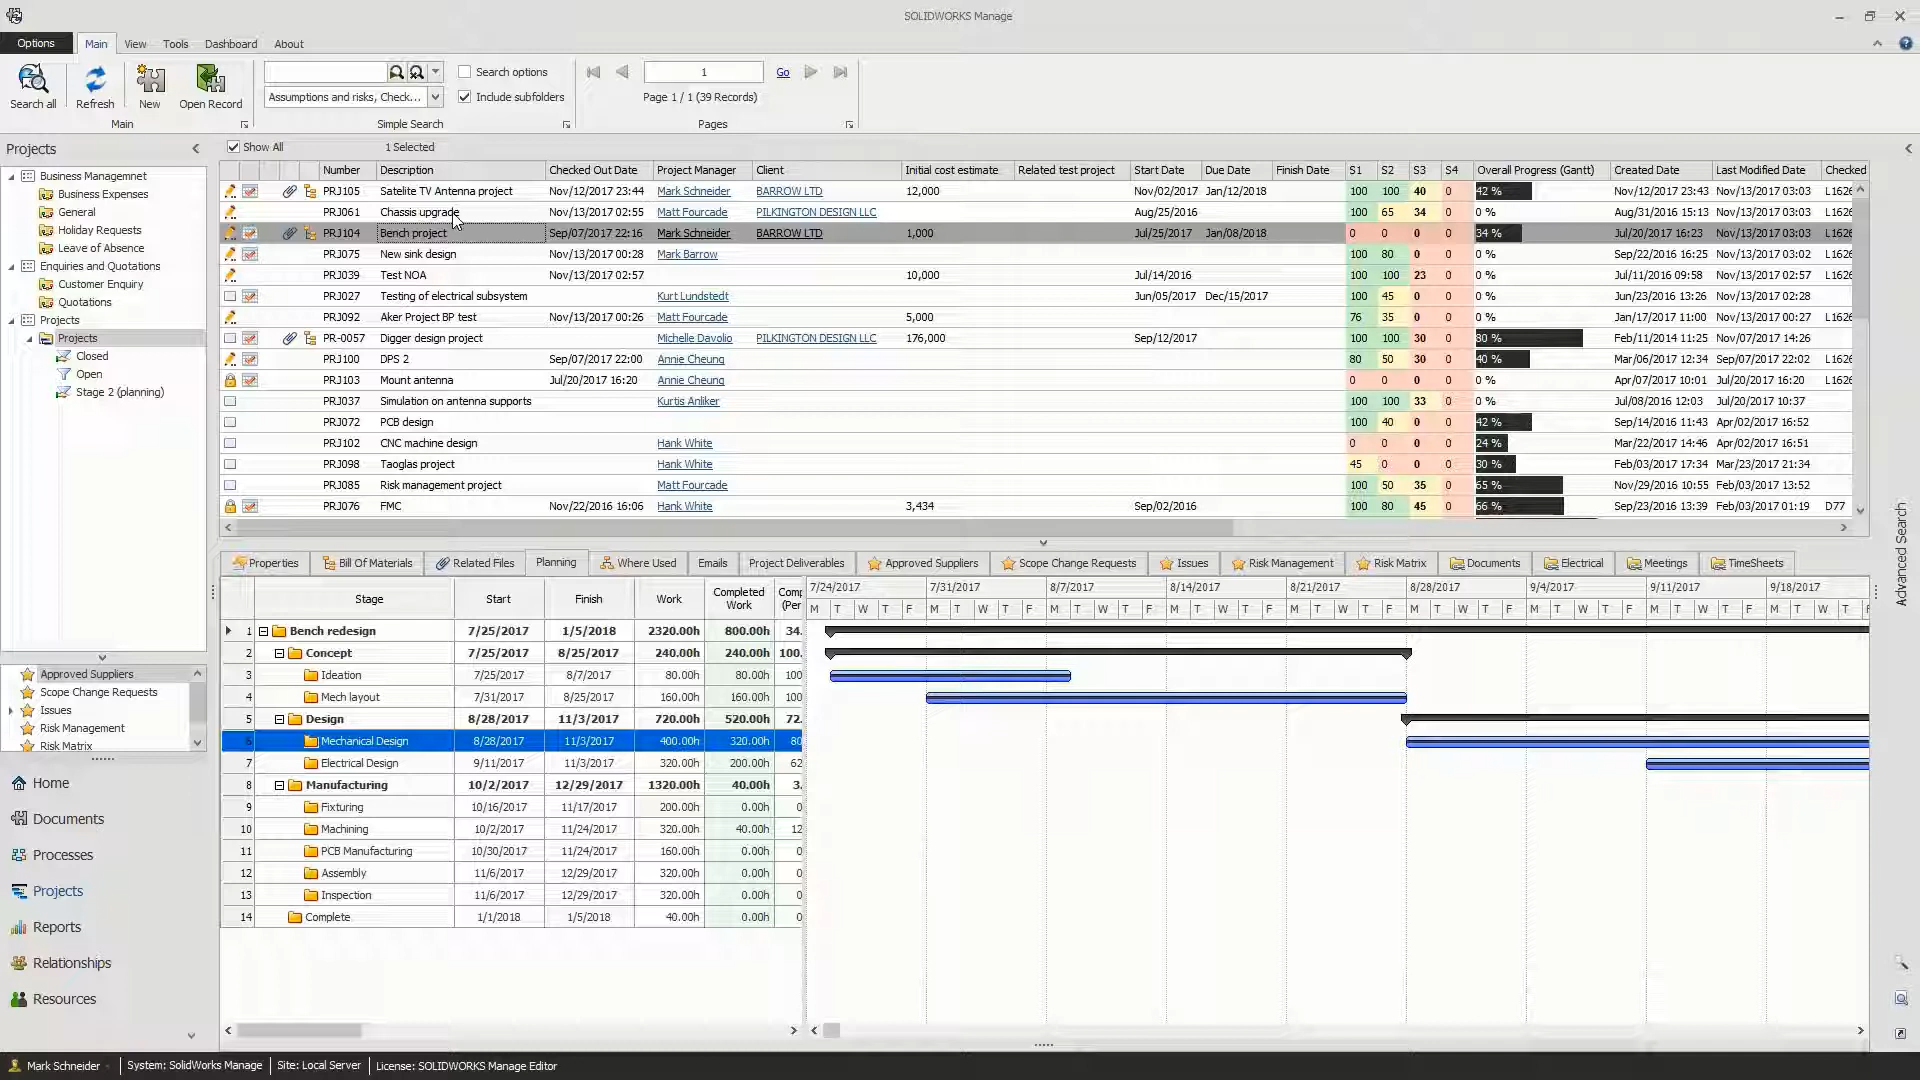 SOLIDWORKS Manage
Options Main View Tools Dashboard About
Search all Refresh New Open Record
Search options
Assumptions and risks, Check...
Include subfolders
1 Go
Page 1 / 1 (39 Records)
Main Simple Search Pages
Projects
Show All 1 Selected
Business Managemnet
Business Expenses
General
Holiday Requests
Leave of Absence
Enquiries and Quotations
Customer Enquiry
Quotations
Projects
Projects
Closed
Open
Stage 2 (planning)
Approved Suppliers
Scope Change Requests
Issues
Risk Management
Risk Matrix
Home
Documents
Processes
Projects
Reports
Relationships
Resources
Number Description Checked Out Date Project Manager Client Initial cost estimate Related test project Start Date Due Date Finish Date S1 S2 S3 S4 Overall Progress (Gantt) Created Date Last Modified Date Checked
PRJ105 Satelite TV Antenna project Nov/12/2017 23:44 Mark Schneider BARROW LTD 12,000 Nov/02/2017 Jan/12/2018 100 100 40 0 42 % Nov/12/2017 23:43 Nov/13/2017 03:03 L1626
PRJ061 Chassis upgrade Nov/13/2017 02:55 Matt Fourcade PILKINGTON DESIGN LLC Aug/25/2016 100 65 34 0 0 % Aug/31/2016 15:13 Nov/13/2017 03:03 L1626
PRJ104 Bench project Sep/07/2017 22:16 Mark Schneider BARROW LTD 1,000 Jul/25/2017 Jan/08/2018 0 0 0 0 34 % Jul/20/2017 16:23 Nov/13/2017 03:03 L1626
PRJ075 New sink design Nov/13/2017 00:28 Mark Barrow 100 80 0 0 0 % Sep/22/2016 16:25 Nov/13/2017 03:02 L1626
PRJ039 Test NOA Nov/13/2017 02:57 10,000 Jul/14/2016 100 100 23 0 0 % Jul/11/2016 09:58 Nov/13/2017 02:57 L1626
PRJ027 Testing of electrical subsystem Kurt Lundstedt Jun/05/2017 Dec/15/2017 100 45 0 0 0 % Jun/23/2016 13:26 Nov/13/2017 02:28
PRJ092 Aker Project BP test Nov/13/2017 00:26 Matt Fourcade 5,000 76 35 0 0 0 % Jan/17/2017 11:00 Nov/13/2017 00:27 L1626
PR-0057 Digger design project Michelle Davolio PILKINGTON DESIGN LLC 176,000 Sep/12/2017 100 100 30 0 80 % Feb/11/2014 11:25 Nov/07/2017 14:26
PRJ100 DPS 2 Sep/07/2017 22:00 Annie Cheung 80 50 30 0 40 % Mar/06/2017 12:34 Sep/07/2017 22:02 L1626
PRJ103 Mount antenna Jul/20/2017 16:20 Annie Cheung 0 0 0 0 0 % Apr/07/2017 10:01 Jul/20/2017 16:20 L1626
PRJ037 Simulation on antenna supports Kurtis Anliker 100 100 33 0 0 % Jul/08/2016 12:03 Jul/20/2017 10:37
PRJ072 PCB design 100 40 0 0 42 % Sep/14/2016 11:43 Apr/02/2017 16:52
PRJ102 CNC machine design Hank White 0 0 0 0 24 % Mar/22/2017 14:46 Apr/02/2017 16:51
PRJ098 Taoglas project Hank White 45 0 0 0 30 % Feb/03/2017 17:34 Mar/23/2017 21:34
PRJ085 Risk management project Matt Fourcade 100 50 35 0 65 % Nov/29/2016 10:55 Feb/03/2017 13:52
PRJ076 FMC Nov/22/2016 16:06 Hank White 3,434 Sep/02/2016 100 80 45 0 66 % Sep/23/2016 13:39 Feb/03/2017 01:19 D77
Advanced Search
Properties Bill Of Materials Related Files Planning Where Used Emails Project Deliverables Approved Suppliers Scope Change Requests Issues Risk Management Risk Matrix Documents Electrical Meetings TimeSheets
Stage Start Finish Work Completed Work Comp (Per
7/24/2017 7/31/2017 8/7/2017 8/14/2017 8/21/2017 8/28/2017 9/4/2017 9/11/2017 9/18/2017
M T W T F M T W T F M T W T F M T W T F M T W T F M T W T F M T W T F M T W T F M T W T F
1 Bench redesign 7/25/2017 1/5/2018 2320.00h 800.00h 34.
2 Concept 7/25/2017 8/25/2017 240.00h 240.00h 100.
3 Ideation 7/25/2017 8/7/2017 80.00h 80.00h 100
4 Mech layout 7/31/2017 8/25/2017 160.00h 160.00h 100
5 Design 8/28/2017 11/3/2017 720.00h 520.00h 72.
6 Mechanical Design 8/28/2017 11/3/2017 400.00h 320.00h 80
7 Electrical Design 9/11/2017 11/3/2017 320.00h 200.00h 62
8 Manufacturing 10/2/2017 12/29/2017 1320.00h 40.00h 3.
9 Fixturing 10/16/2017 11/17/2017 200.00h 0.00h 0
10 Machining 10/2/2017 11/24/2017 320.00h 40.00h 12
11 PCB Manufacturing 10/30/2017 11/24/2017 160.00h 0.00h 0
12 Assembly 11/6/2017 12/29/2017 320.00h 0.00h 0
13 Inspection 11/6/2017 12/29/2017 320.00h 0.00h 0
14 Complete 1/1/2018 1/5/2018 40.00h 0.00h 0
Mark Schneider System: SolidWorks Manage Site: Local Server License: SOLIDWORKS Manage Editor